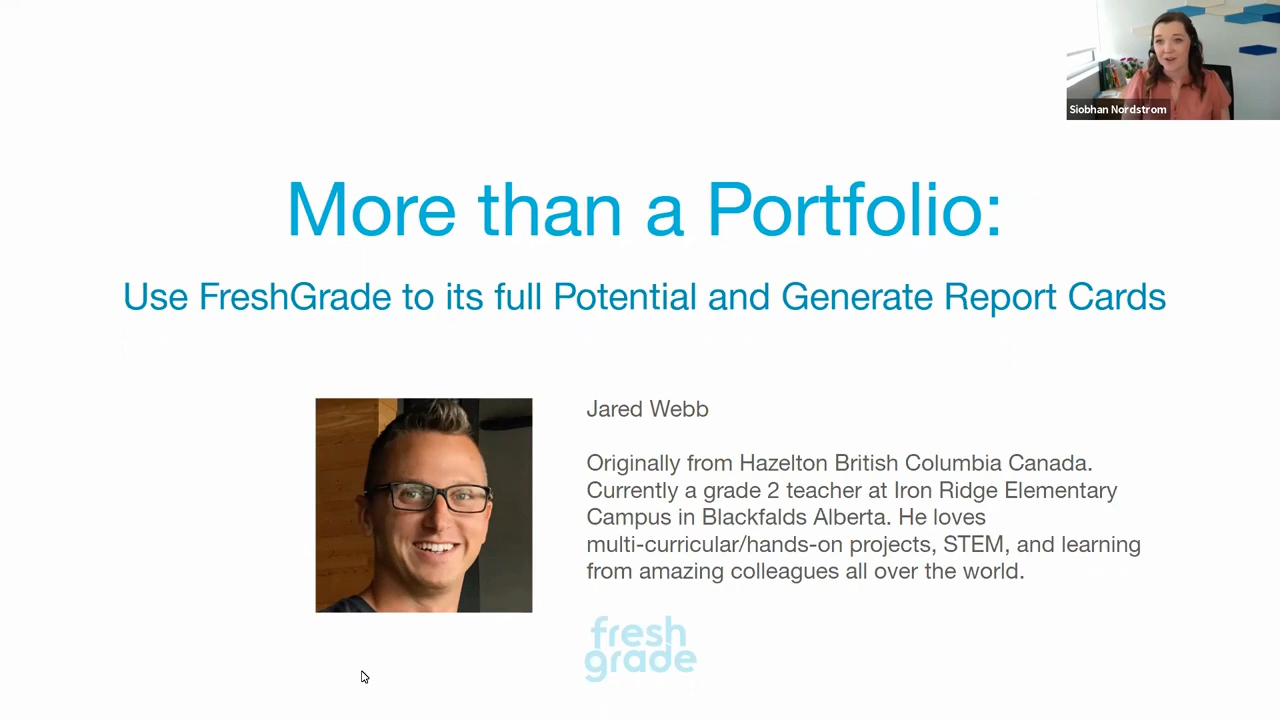 Siobhan Nordstrom
More than a Portfolio:
Use FreshGrade to its full Potential and Generate Report Cards
Jared Webb
Originally from Hazelton British Columbia Canada.
Currently a grade 2 teacher at Iron Ridge Elementary
Campus in Blackfalds Alberta. He loves
multi-curricular/hands-on projects, STEM, and learning
from amazing colleagues all over the world.
fresh
grade